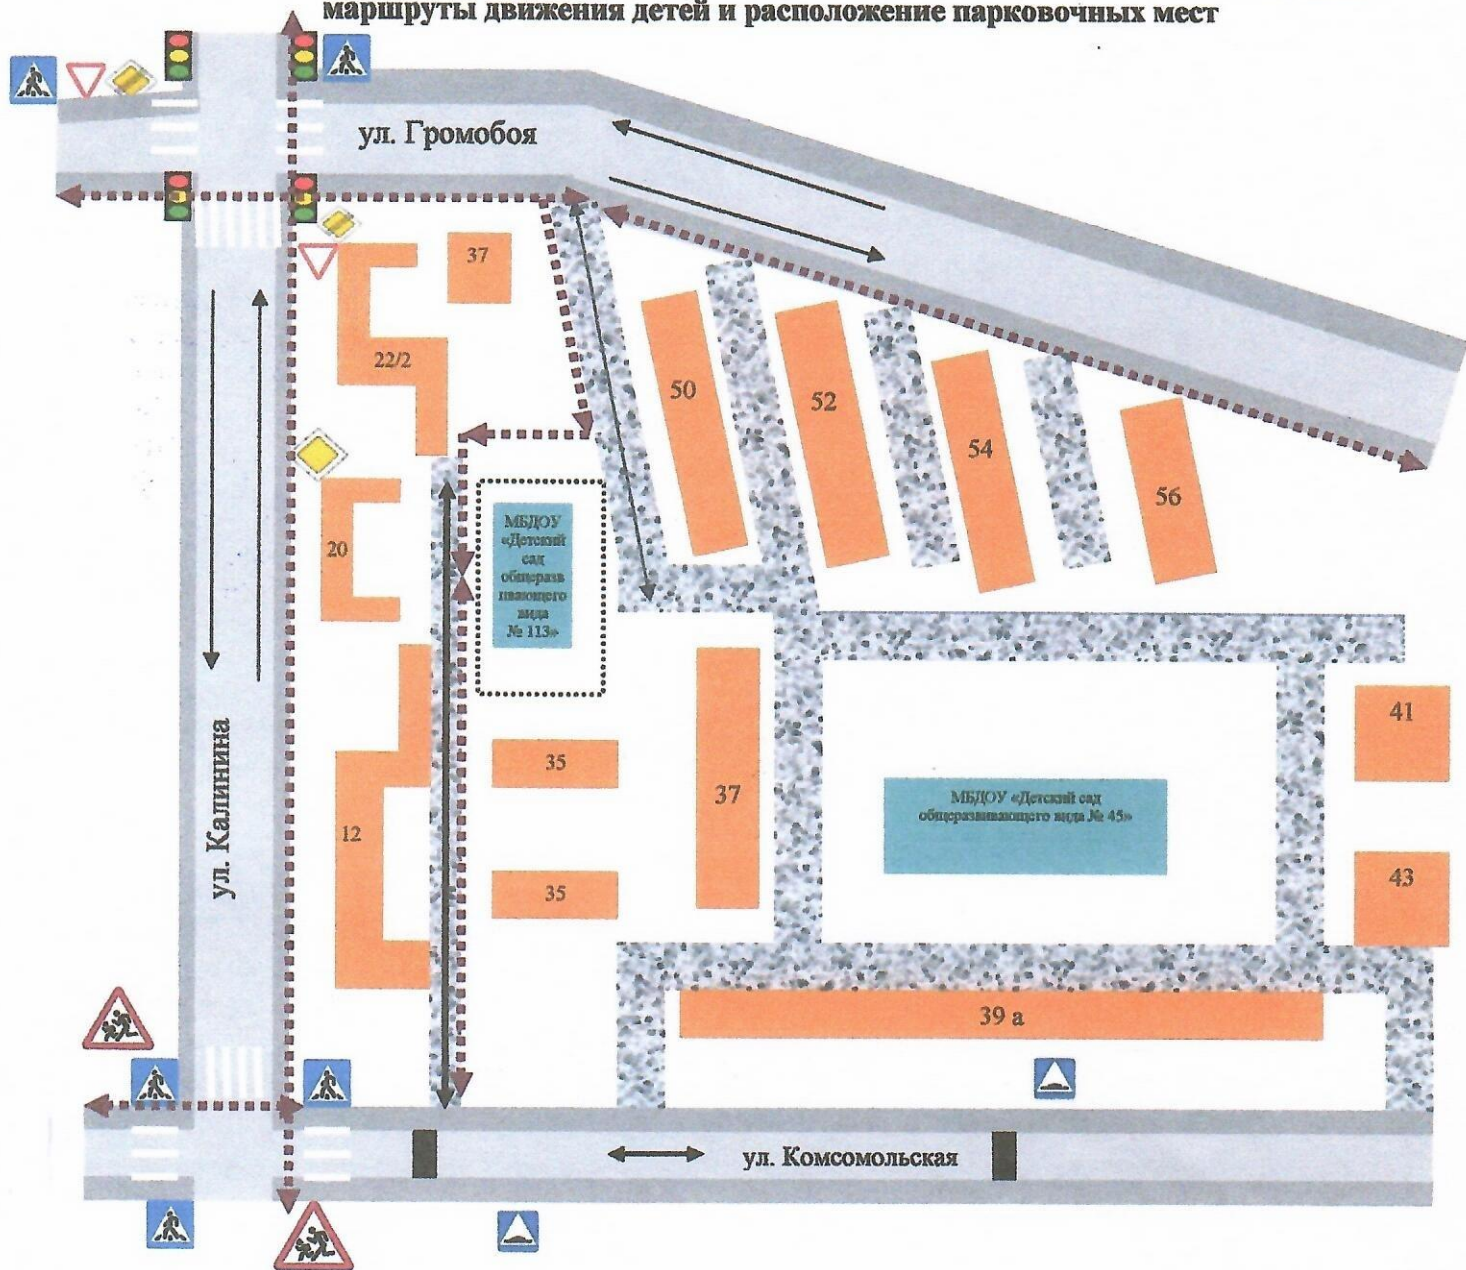 маршруты движения детей и расположение парковочных мест
ул. Громобоя
37
22/2
50
52
54
56
20
МБДОУ
«Детский
сад
общеразв
ивающего
вида
№ 113»
ул. Калинина
12
35
35
37
МБДОУ «Детский сад
общеразвивающего вида № 45»
41
43
39 а
ул. Комсомольская